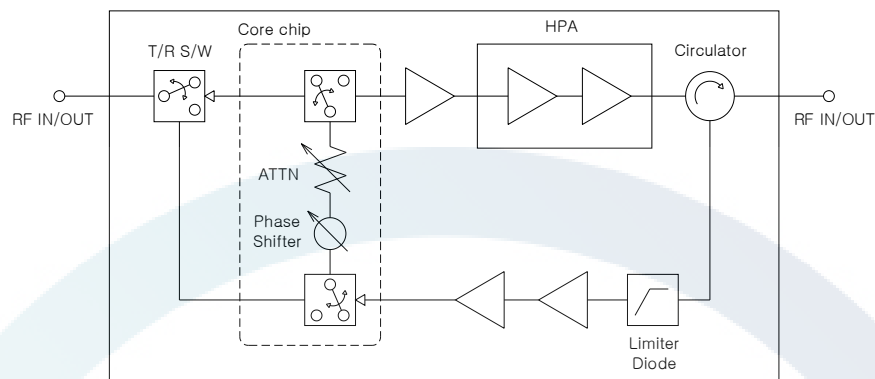 Core chip
HPA
T/R S/W
Circulator
RF IN/OUT
RF IN/OUT
ATTN
Phase
Shifter
Limiter
Diode